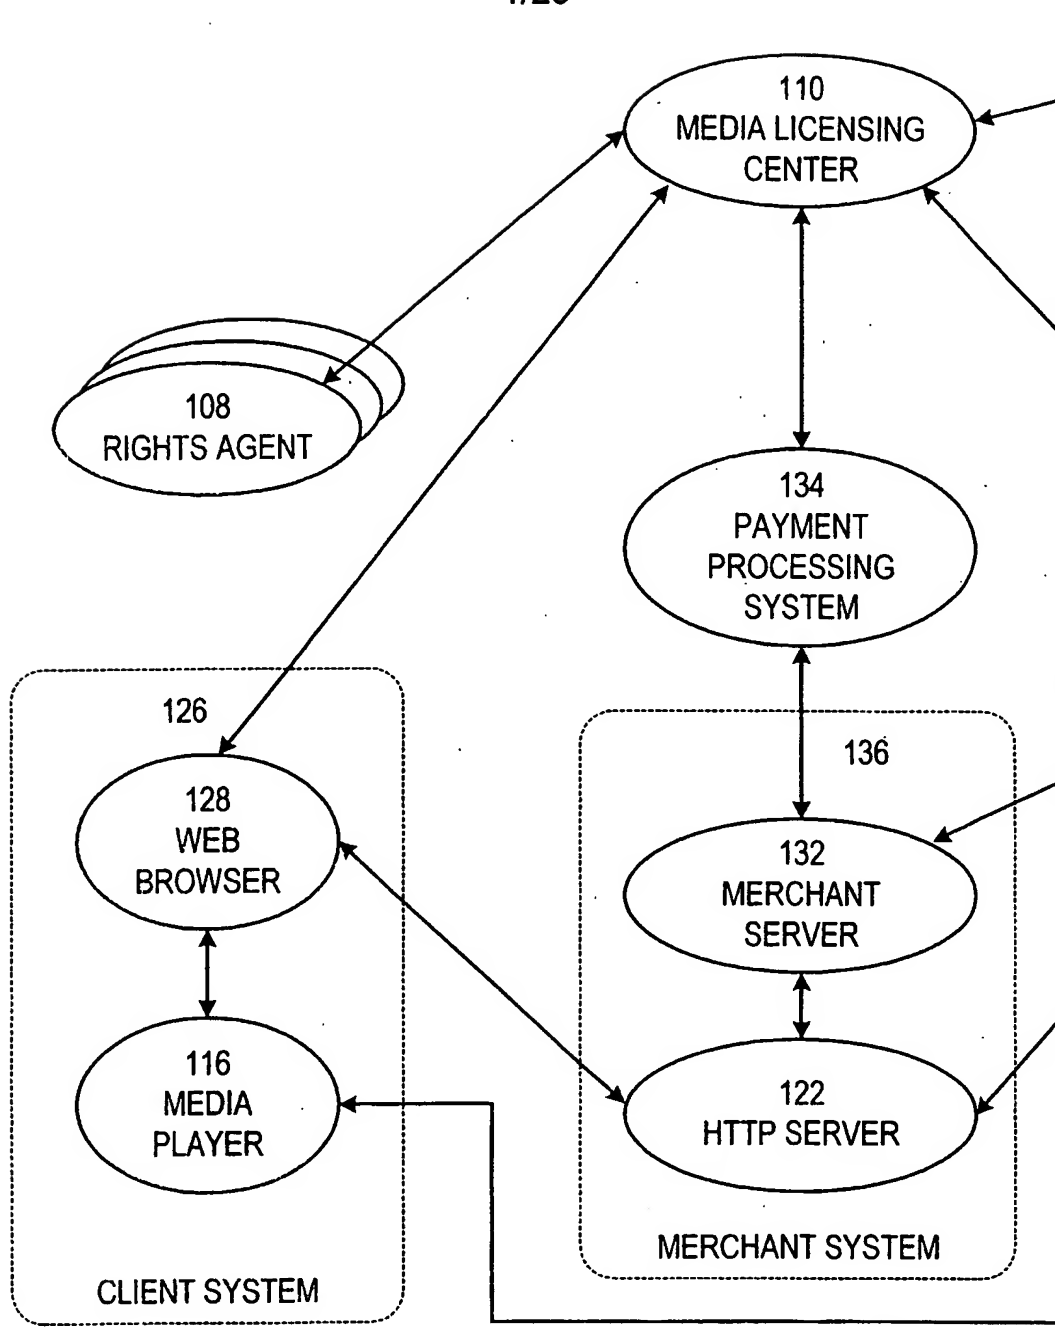 110
MEDIA LICENSING
CENTER
108
RIGHTS AGENT
134
PAYMENT
PROCESSING
SYSTEM
126
136
128
WEB
BROWSER
132
MERCHANT
SERVER
116
MEDIA
PLAYER
122
HTTP SERVER
MERCHANT SYSTEM
CLIENT SYSTEM